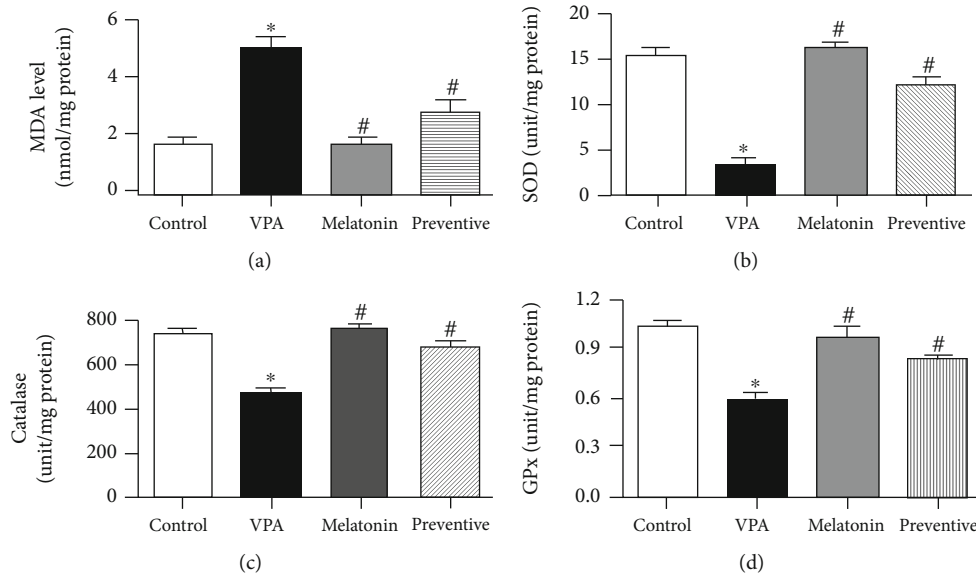 MDA level
(nmol/mg protein)
6
4
2
0
*
#
#
Control VPA Melatonin Preventive
(a)
SOD (unit/mg protein)
20
15
10
5
0
*
#
#
Control VPA Melatonin Preventive
(b)
Catalase
(unit/mg protein)
800
600
400
200
0
*
#
#
Control VPA Melatonin Preventive
(c)
GPx (unit/mg protein)
1.2
0.9
0.6
0.3
0.0
*
#
#
Control VPA Melatonin Preventive
(d)